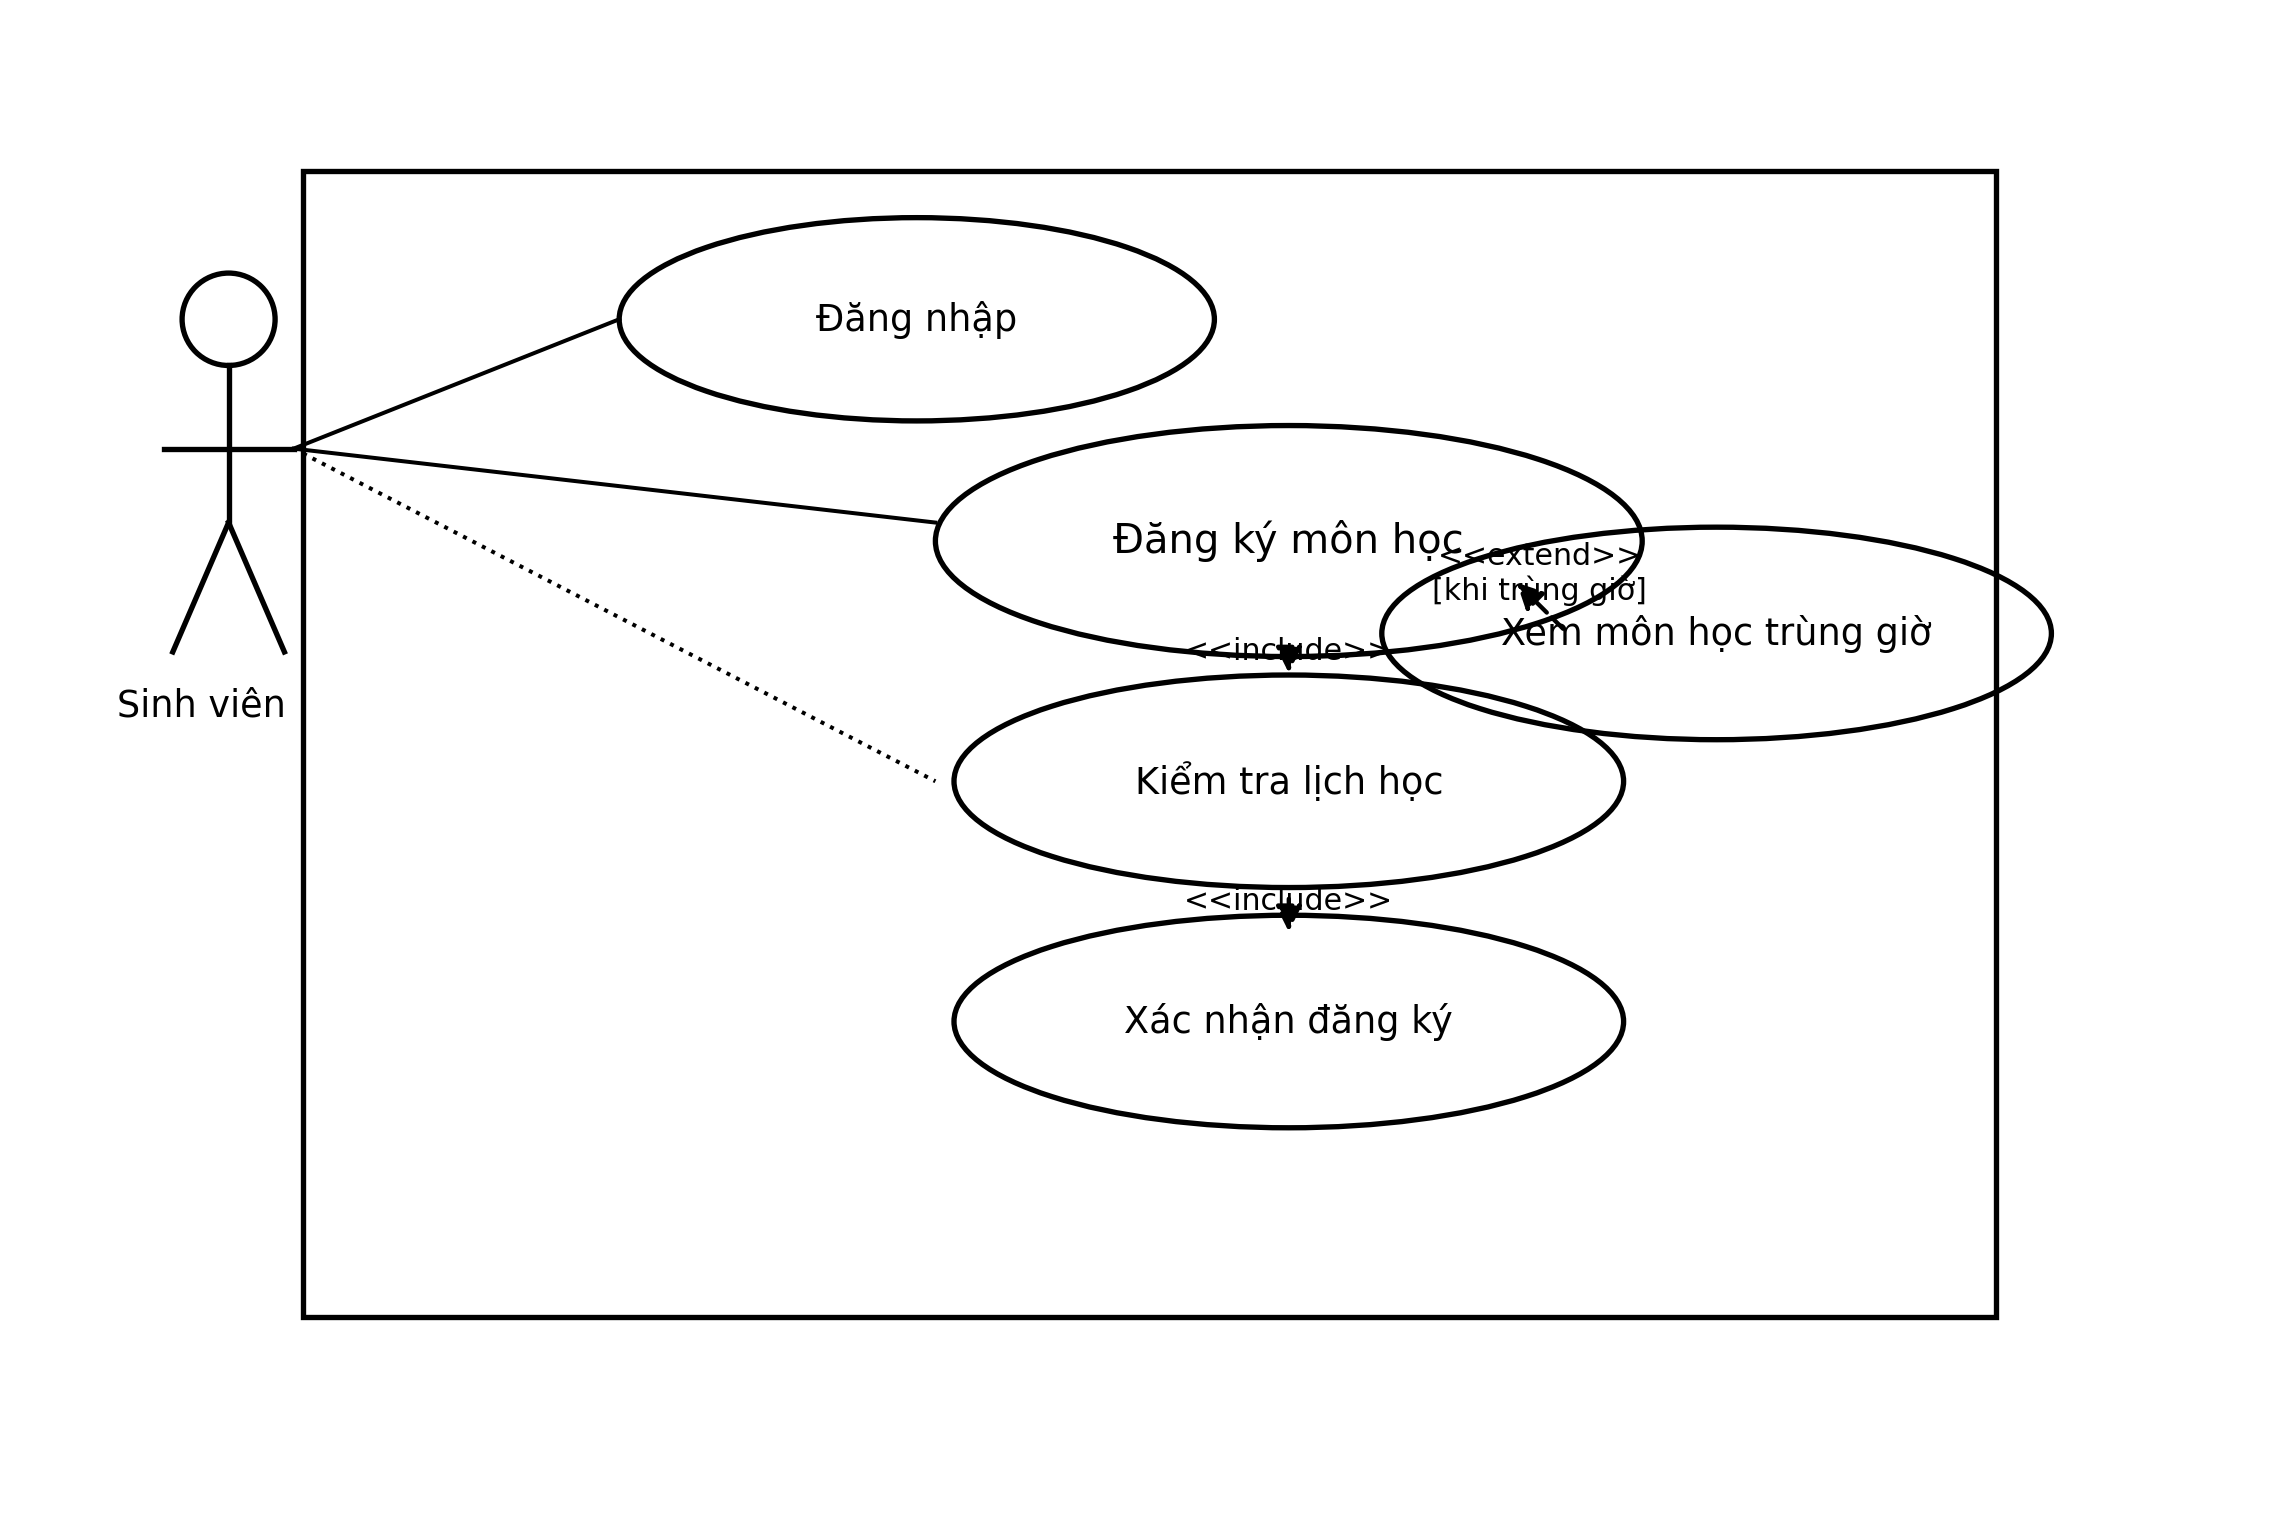 Đăng nhập
Đăng ký môn học
<<extend>>
[khi trùng giờ]
Xem môn học trùng giờ
<<include>>
Sinh viên
Kiểm tra lịch học
<<include>>
Xác nhận đăng ký